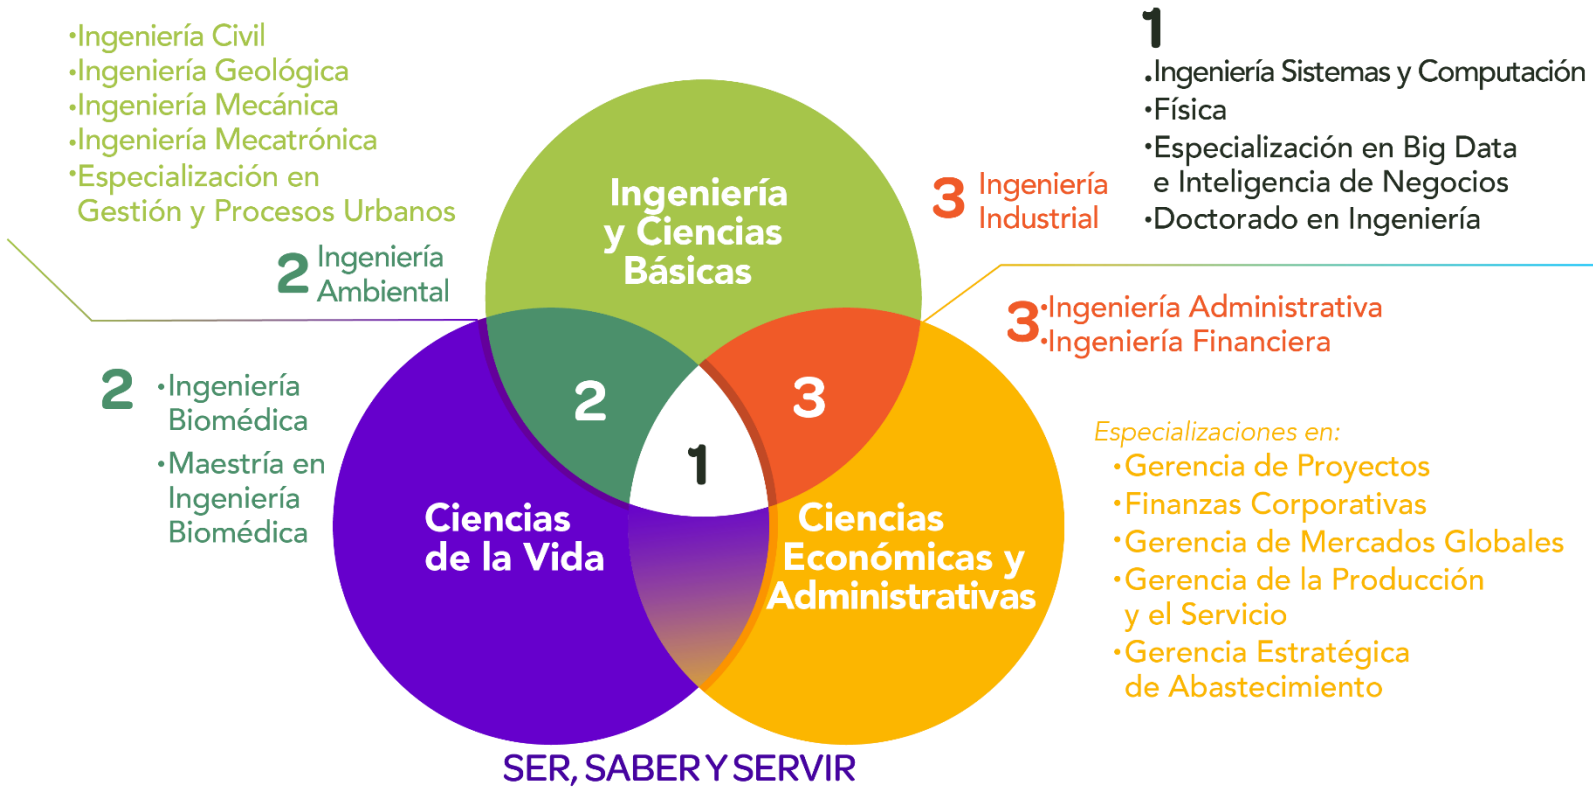 •Ingeniería Civil
•Ingeniería Geológica
•Ingeniería Mecánica
•Ingeniería Mecatrónica
•Especialización en
Gestión y Procesos Urbanos
2 Ingeniería
Ambiental
2 •Ingeniería
Biomédica
•Maestría en
Ingeniería
Biomédica
Ingeniería
y Ciencias
Básicas
2
3
1
Ciencias
de la Vida
Ciencias
Económicas y
Administrativas
SER, SABER Y SERVIR
3 Ingeniería
Industrial
1
.Ingeniería Sistemas y Computación
•Física
•Especialización en Big Data
e Inteligencia de Negocios
•Doctorado en Ingeniería
3 •Ingeniería Administrativa
•Ingeniería Financiera
Especializaciones en:
•Gerencia de Proyectos
•Finanzas Corporativas
•Gerencia de Mercados Globales
•Gerencia de la Producción
y el Servicio
•Gerencia Estratégica
de Abastecimiento